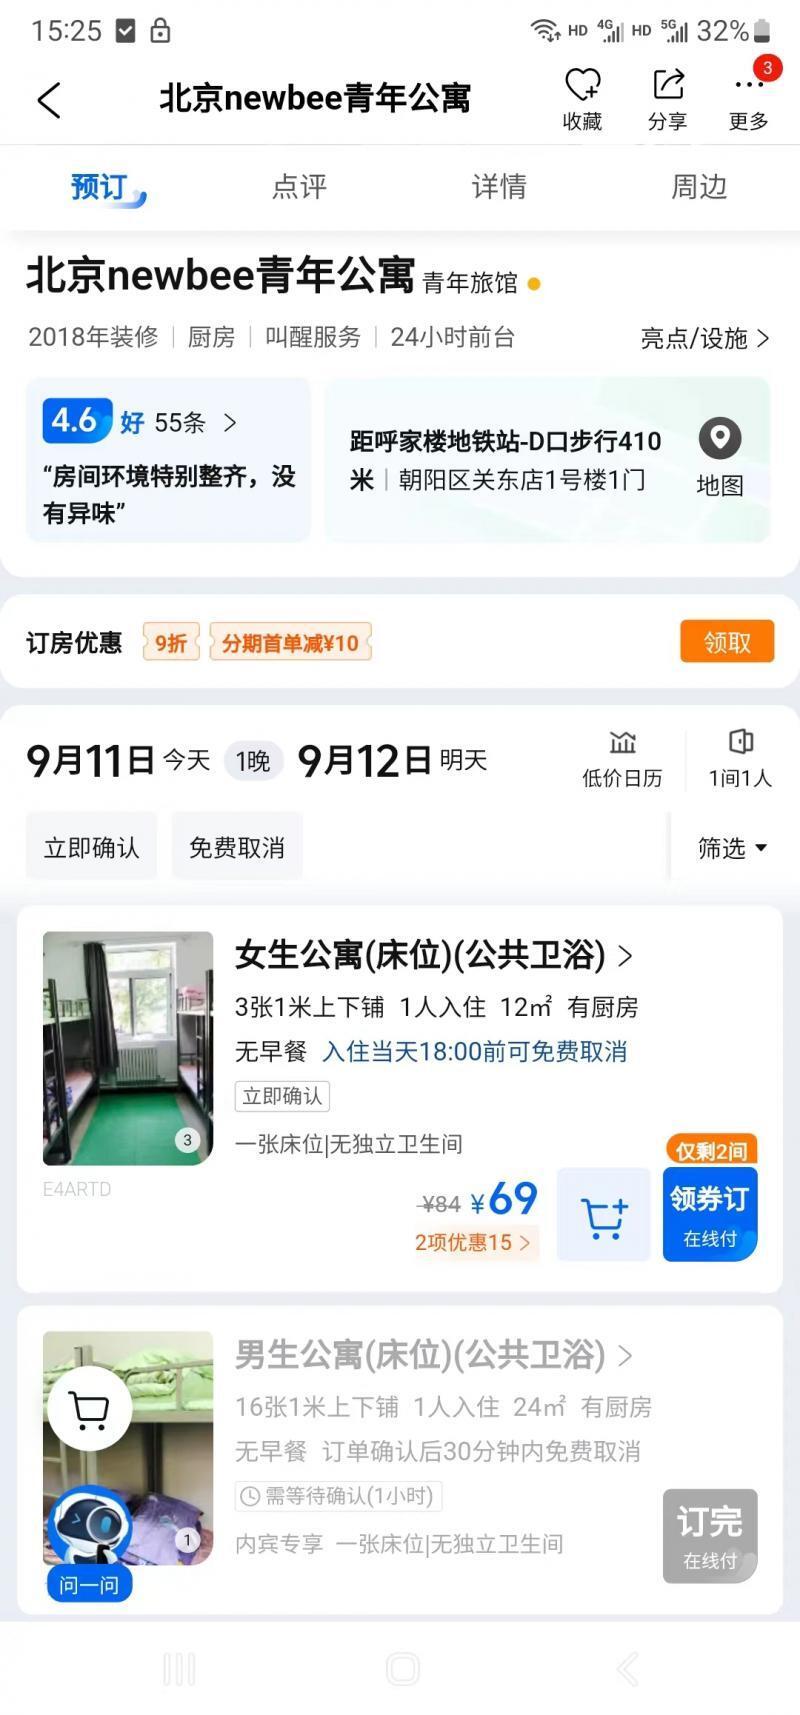 15:25 HD 4G HD 5G 32%
北京newbee青年公寓
3
收藏 分享 更多
预订 点评 详情 周边
北京newbee青年公寓 青年旅馆
2018年装修 厨房 叫醒服务 24小时前台 亮点/设施
4.6 好 55条
“房间环境特别整齐，没
有异味”
距呼家楼地铁站-D口步行410
米 朝阳区关东店1号楼1门
地图
订房优惠 9折 分期首单减¥10 领取
9月11日 今天 1晚 9月12日 明天
低价日历 1间1人
立即确认 免费取消 筛选
女生公寓(床位)(公共卫浴)
3张1米上下铺 1人入住 12㎡ 有厨房
无早餐 入住当天18:00前可免费取消
立即确认
3
一张床位|无独立卫生间
仅剩2间
E4ARTD
¥84 ¥69
2项优惠15
领券订
在线付
男生公寓(床位)(公共卫浴)
16张1米上下铺 1人入住 24㎡ 有厨房
无早餐 订单确认后30分钟内免费取消
需等待确认(1小时)
1
内宾专享 一张床位|无独立卫生间
订完
在线付
问一问